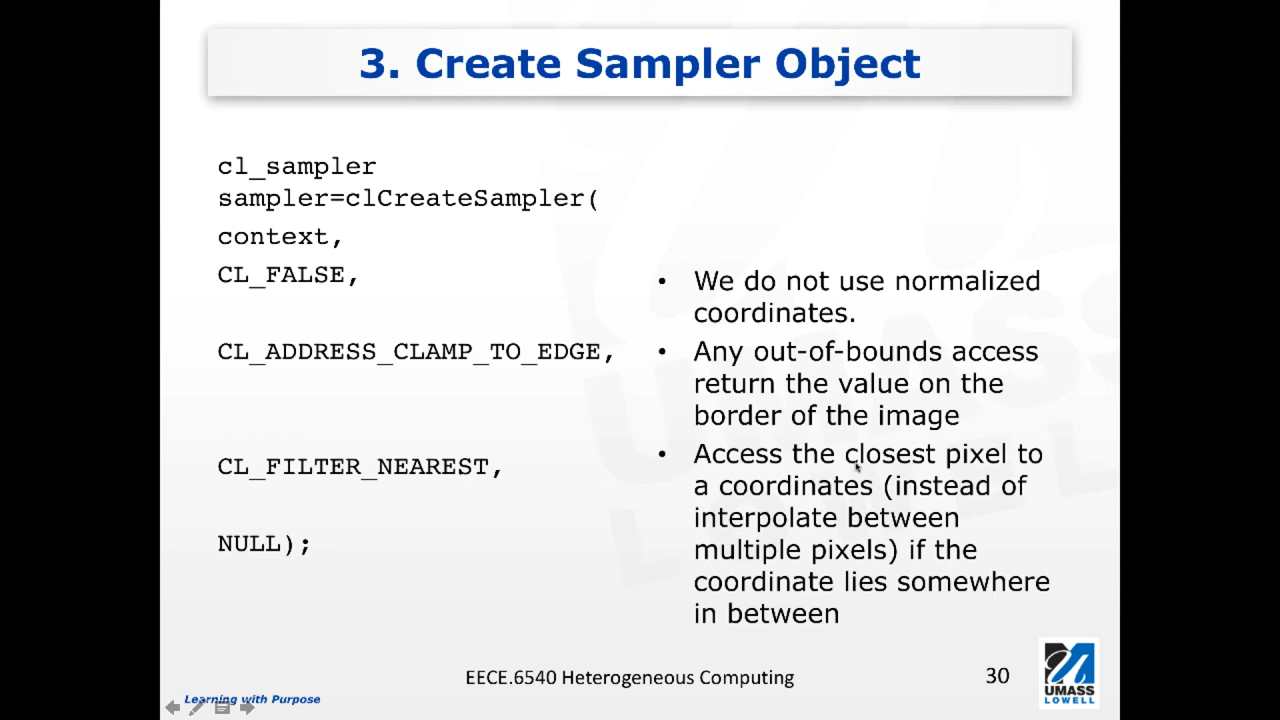 3. Create Sampler Object
cl_sampler
sampler=clCreateSampler(
context,
CL_FALSE,
CL_ADDRESS_CLAMP_TO_EDGE,
CL_FILTER_NEAREST,
NULL);
• We do not use normalized
coordinates.
• Any out-of-bounds access
return the value on the
border of the image
• Access the closest pixel to
a coordinates (instead of
interpolate between
multiple pixels) if the
coordinate lies somewhere
in between
Learning with Purpose
EECE.6540 Heterogeneous Computing
30
UMASS
LOWELL